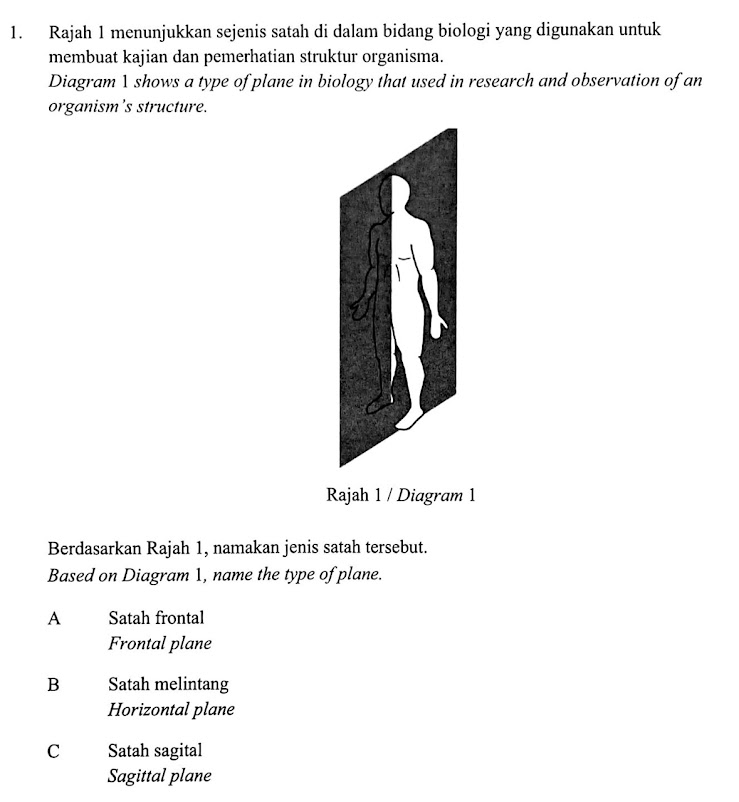 1. Rajah 1 menunjukkan sejenis satah di dalam bidang biologi yang digunakan untuk
membuat kajian dan pemerhatian struktur organisma.
Diagram 1 shows a type of plane in biology that used in research and observation of an
organism's structure.
Rajah 1 / Diagram 1
Berdasarkan Rajah 1, namakan jenis satah tersebut.
Based on Diagram 1, name the type of plane.
A Satah frontal
Frontal plane
B Satah melintang
Horizontal plane
C Satah sagital
Sagittal plane